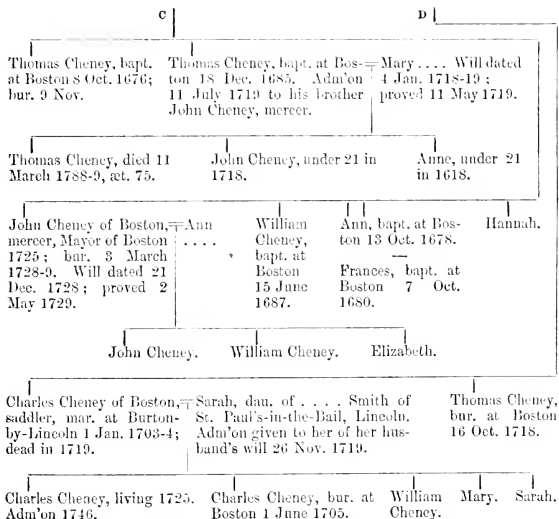 C D
Thomas Cheney, bapt.
at Boston 8 Oct. 1676;
bur. 9 Nov.
Thomas Cheney, bapt. at Bos-
ton 18 Dec. 1685. Adm'on
11 July 1719 to his brother
John Cheney, mercer.
Mary .... Will dated
4 Jan. 1718-19 ;
proved 11 May 1719.
Thomas Cheney, died 11
March 1788-9, æt. 75.
John Cheney, under 21 in
1718.
Anne, under 21
in 1618.
John Cheney of Boston,
mercer, Mayor of Boston
1725; bur. 3 March
1728-9. Will dated 21
Dec. 1728; proved 2
May 1729.
Ann
....
William
Cheney,
bapt. at
Boston
15 June
1687.
Ann, bapt. at Bos-
ton 13 Oct. 1678.
—
Frances, bapt. at
Boston 7 Oct.
1680.
Hannah.
John Cheney. William Cheney. Elizabeth.
Charles Cheney of Boston,
saddler, mar. at Burton-
by-Lincoln 1 Jan. 1703-4;
dead in 1719.
Sarah, dau. of .... Smith of
St. Paul's-in-the-Bail, Lincoln.
Adm'on given to her of her hus-
band's will 26 Nov. 1719.
Thomas Cheney,
bur. at Boston
16 Oct. 1718.
Charles Cheney, living 1725.
Adm'on 1746.
Charles Cheney, bur. at
Boston 1 June 1705.
William
Cheney.
Mary. Sarah.